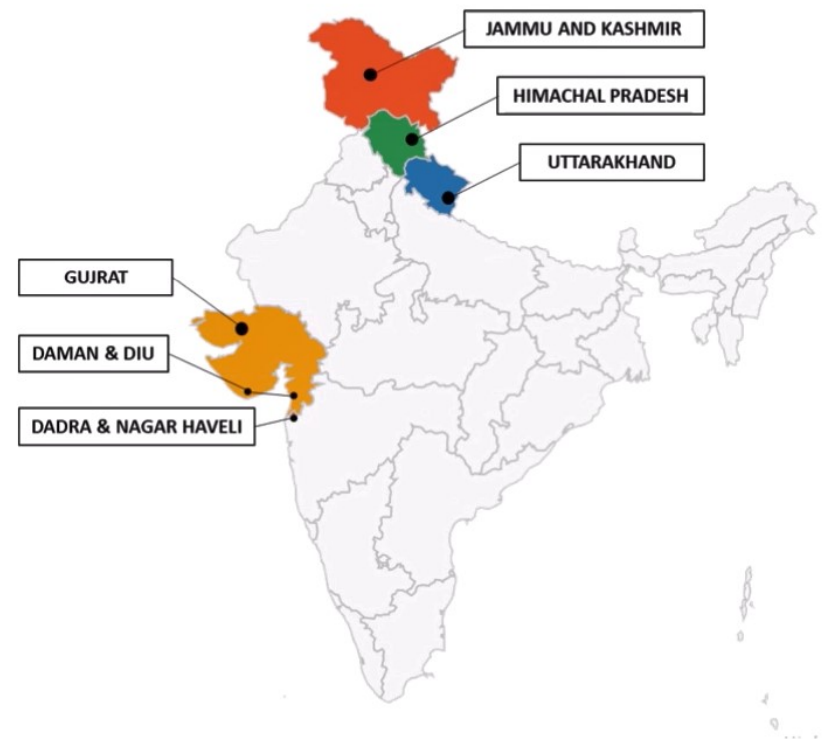 JAMMU AND KASHMIR
HIMACHAL PRADESH
UTTARAKHAND
GUJRAT
DAMAN & DIU
DADRA & NAGAR HAVELI